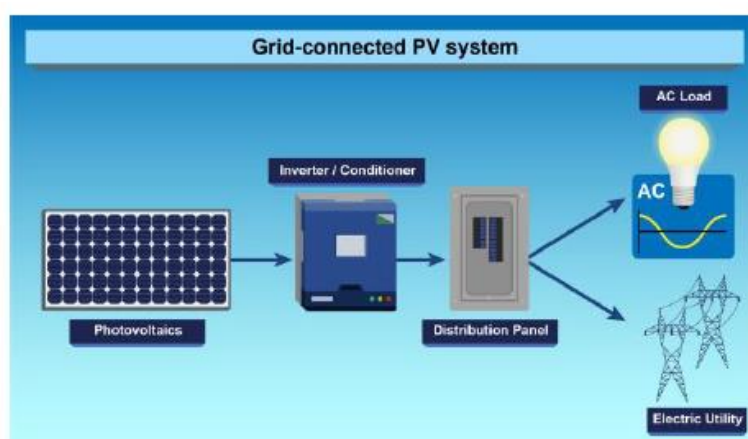 Grid-connected PV system
AC Load
Inverter / Conditioner
AC
Photovoltaics
Distribution Panel
Electric Utility